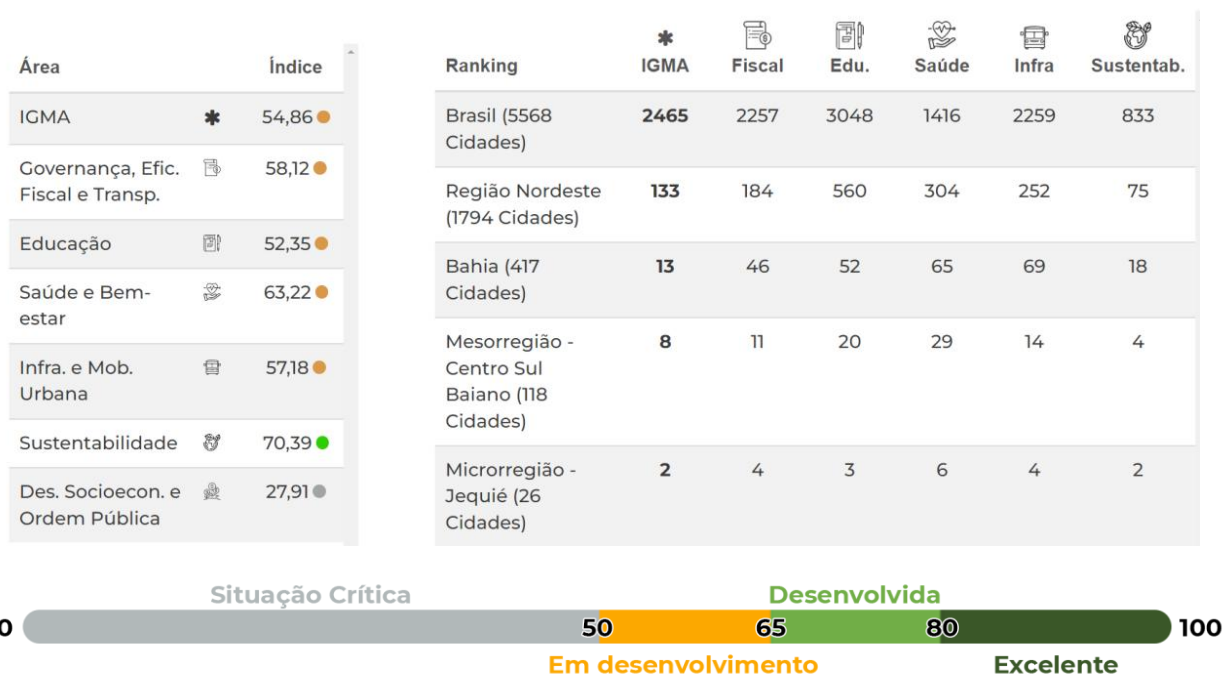 Área Índice
IGMA 54,86
Governança, Efic.
Fiscal e Transp. 58,12
Educação 52,35
Saúde e Bem-
estar 63,22
Infra. e Mob.
Urbana 57,18
Sustentabilidade 70,39
Des. Socioecon. e
Ordem Pública 27,91
Ranking IGMA Fiscal Edu. Saúde Infra Sustentab.
Brasil (5568
Cidades) 2465 2257 3048 1416 2259 833
Região Nordeste
(1794 Cidades) 133 184 560 304 252 75
Bahia (417
Cidades) 13 46 52 65 69 18
Mesorregião -
Centro Sul
Baiano (118
Cidades) 8 11 20 29 14 4
Microrregião -
Jequié (26
Cidades) 2 4 3 6 4 2
Situação Crítica Desenvolvida
0 50 65 80 100
Em desenvolvimento Excelente